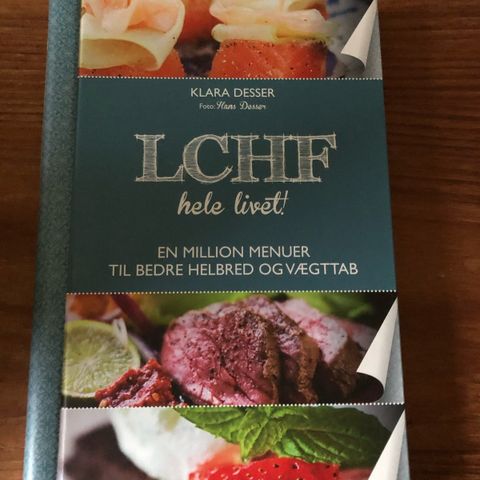 KLARA DESSER
Foto: Hans Desser
LCHF
hele livet!
EN MILLION MENUER
TIL BEDRE HELBRED OG VÆGTTAB